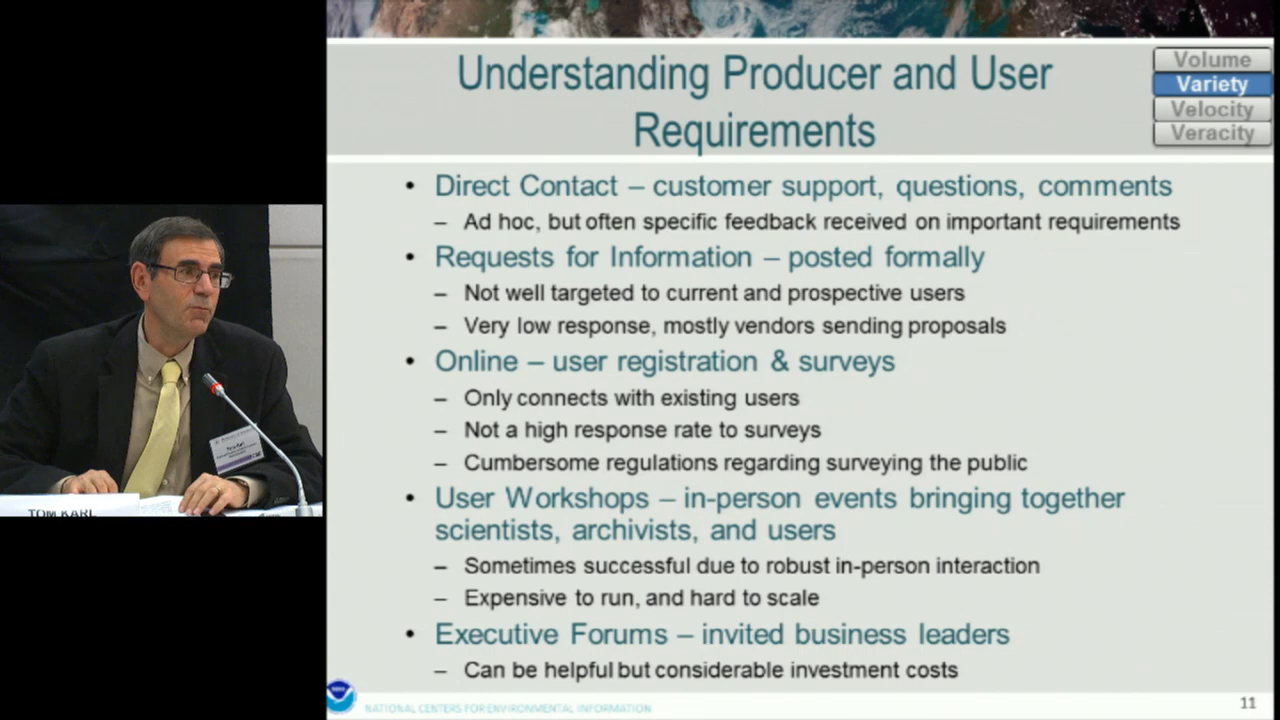 Understanding Producer and User
Requirements
Volume
Variety
Velocity
Veracity
• Direct Contact – customer support, questions, comments
– Ad hoc, but often specific feedback received on important requirements
• Requests for Information – posted formally
– Not well targeted to current and prospective users
– Very low response, mostly vendors sending proposals
• Online – user registration & surveys
– Only connects with existing users
– Not a high response rate to surveys
– Cumbersome regulations regarding surveying the public
• User Workshops – in-person events bringing together
scientists, archivists, and users
– Sometimes successful due to robust in-person interaction
– Expensive to run, and hard to scale
• Executive Forums – invited business leaders
– Can be helpful but considerable investment costs
NATIONAL CENTERS FOR ENVIRONMENTAL INFORMATION
11
TOM KARL